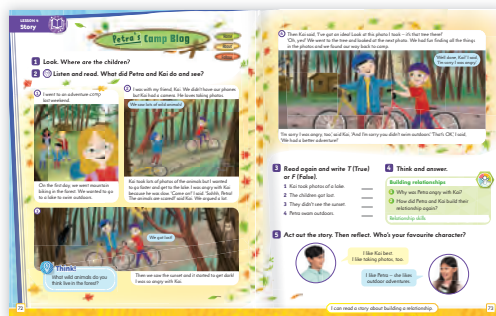 LESSON 4
Story
Petra's Camp Blog
1 Look. Where are the children?
2 Listen and read. What did Petra and Kai do and see?
1 I went to an adventure camp
last weekend.
On the first day, we went mountain
biking in the forest. We wanted to go
to a lake to swim outdoors.
2 I was with my friend, Kai. We didn't have our phones
but Kai had a camera. He loves taking photos.
We saw lots of wild animals!
Kai took lots of photos of the animals but I wanted
to go faster and get to the lake. I was angry with Kai
because he was slow. 'Come on!' I said. 'Sshhh, Petra!
The animals are scared!' said Kai. We argued a lot.
3
We got lost!
Then we saw the sunset and it started to get dark!
I was so angry with Kai.
Think!
What wild animals do you
think live in the forest?
72
4 Then Kai said, 'I've got an idea! Look at this photo I took – it's that tree there!'
'Oh, yes!' We went to the tree and looked at the next photo. We had fun finding all the things
in the photos and we found our way back to camp.
Well done, Kai! I said.
I'm sorry I was angry!
'I'm sorry I was angry, too,' said Kai. 'And I'm sorry you didn't swim outdoors.' 'That's OK,' I said.
'We had a better adventure!'
3 Read again and write T (True)
or F (False).
1 Kai took photos of a lake.
2 The children got lost.
3 They didn't see the sunset.
4 Petra swam outdoors.
4 Think and answer.
Building relationships
1 Why was Petra angry with Kai?
2 How did Petra and Kai build their
relationship again?
Relationship skills
5 Act out the story. Then reflect. Who's your favourite character?
I like Kai best.
I like taking photos, too.
I like Petra – she likes
outdoor adventures.
I can read a story about building a relationship.
73